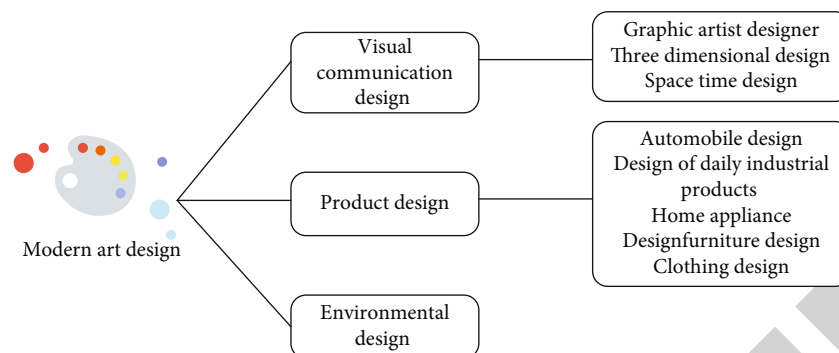 Modern art design
Visual
communication
design
Product design
Environmental
design
Graphic artist designer
Three dimensional design
Space time design
Automobile design
Design of daily industrial
products
Home appliance
Designfurniture design
Clothing design